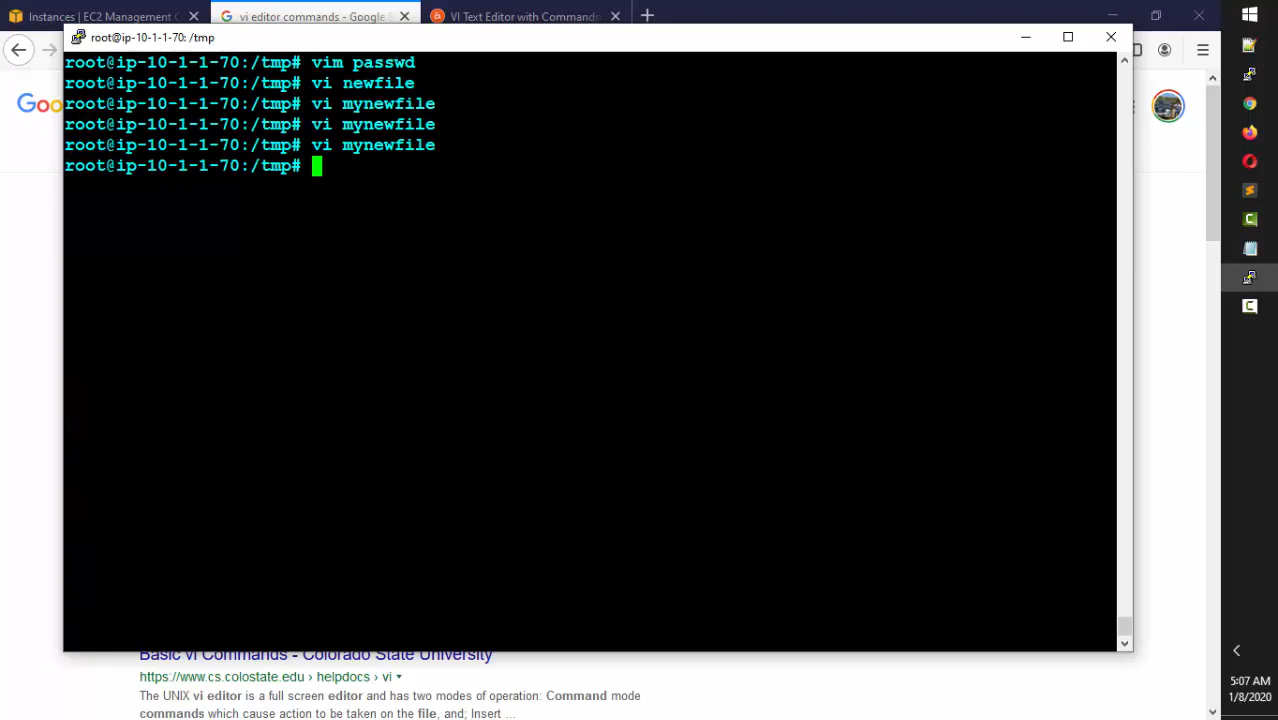 Instances | EC2 Management C
vi editor commands - Google S
VI Text Editor with Commands
root@ip-10-1-1-70: /tmp
root@ip-10-1-1-70:/tmp# vim passwd
root@ip-10-1-1-70:/tmp# vi newfile
root@ip-10-1-1-70:/tmp# vi mynewfile
root@ip-10-1-1-70:/tmp# vi mynewfile
root@ip-10-1-1-70:/tmp# vi mynewfile
root@ip-10-1-1-70:/tmp#
Goo
Basic vi Commands - Colorado State University
https://www.cs.colostate.edu › helpdocs › vi
The UNIX vi editor is a full screen editor and has two modes of operation: Command mode
commands which cause action to be taken on the file, and; Insert ...
5:07 AM
1/8/2020